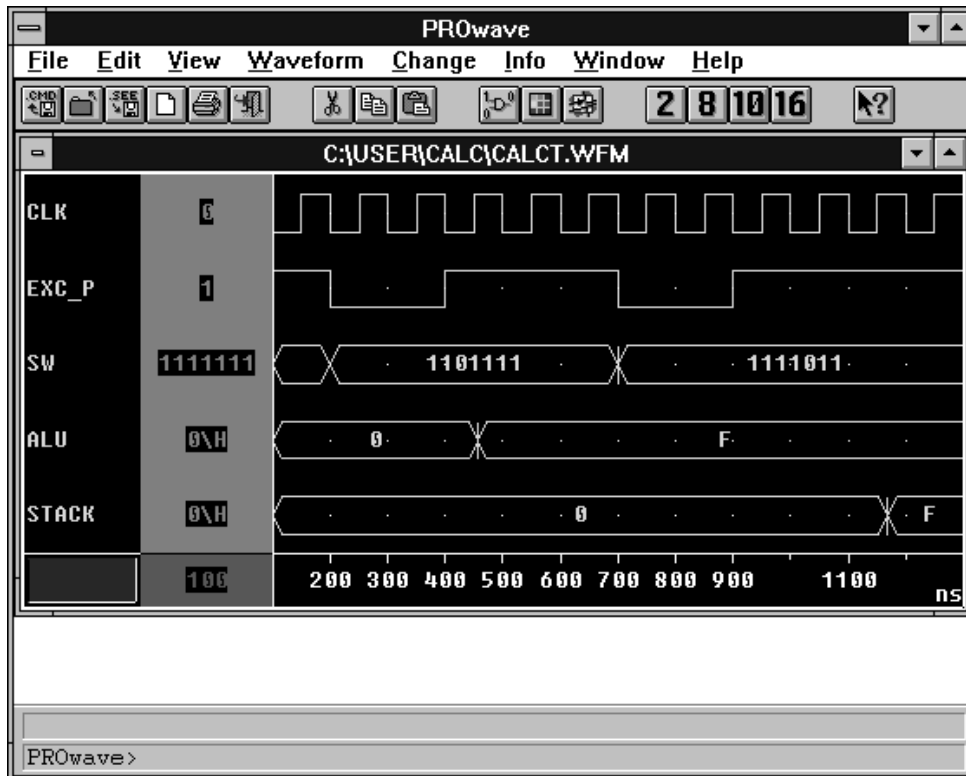 PROwave
File Edit View Waveform Change Info Window Help
CMD SEE 2 8 10 16 ?
C:\USER\CALC\CALCT.WFM
CLK 0
EXC_P 1
SW 1111111 1101111 1111011
ALU 0\H 0 F
STACK 0\H 0 F
100 200 300 400 500 600 700 800 900 1100
ns
PROwave>